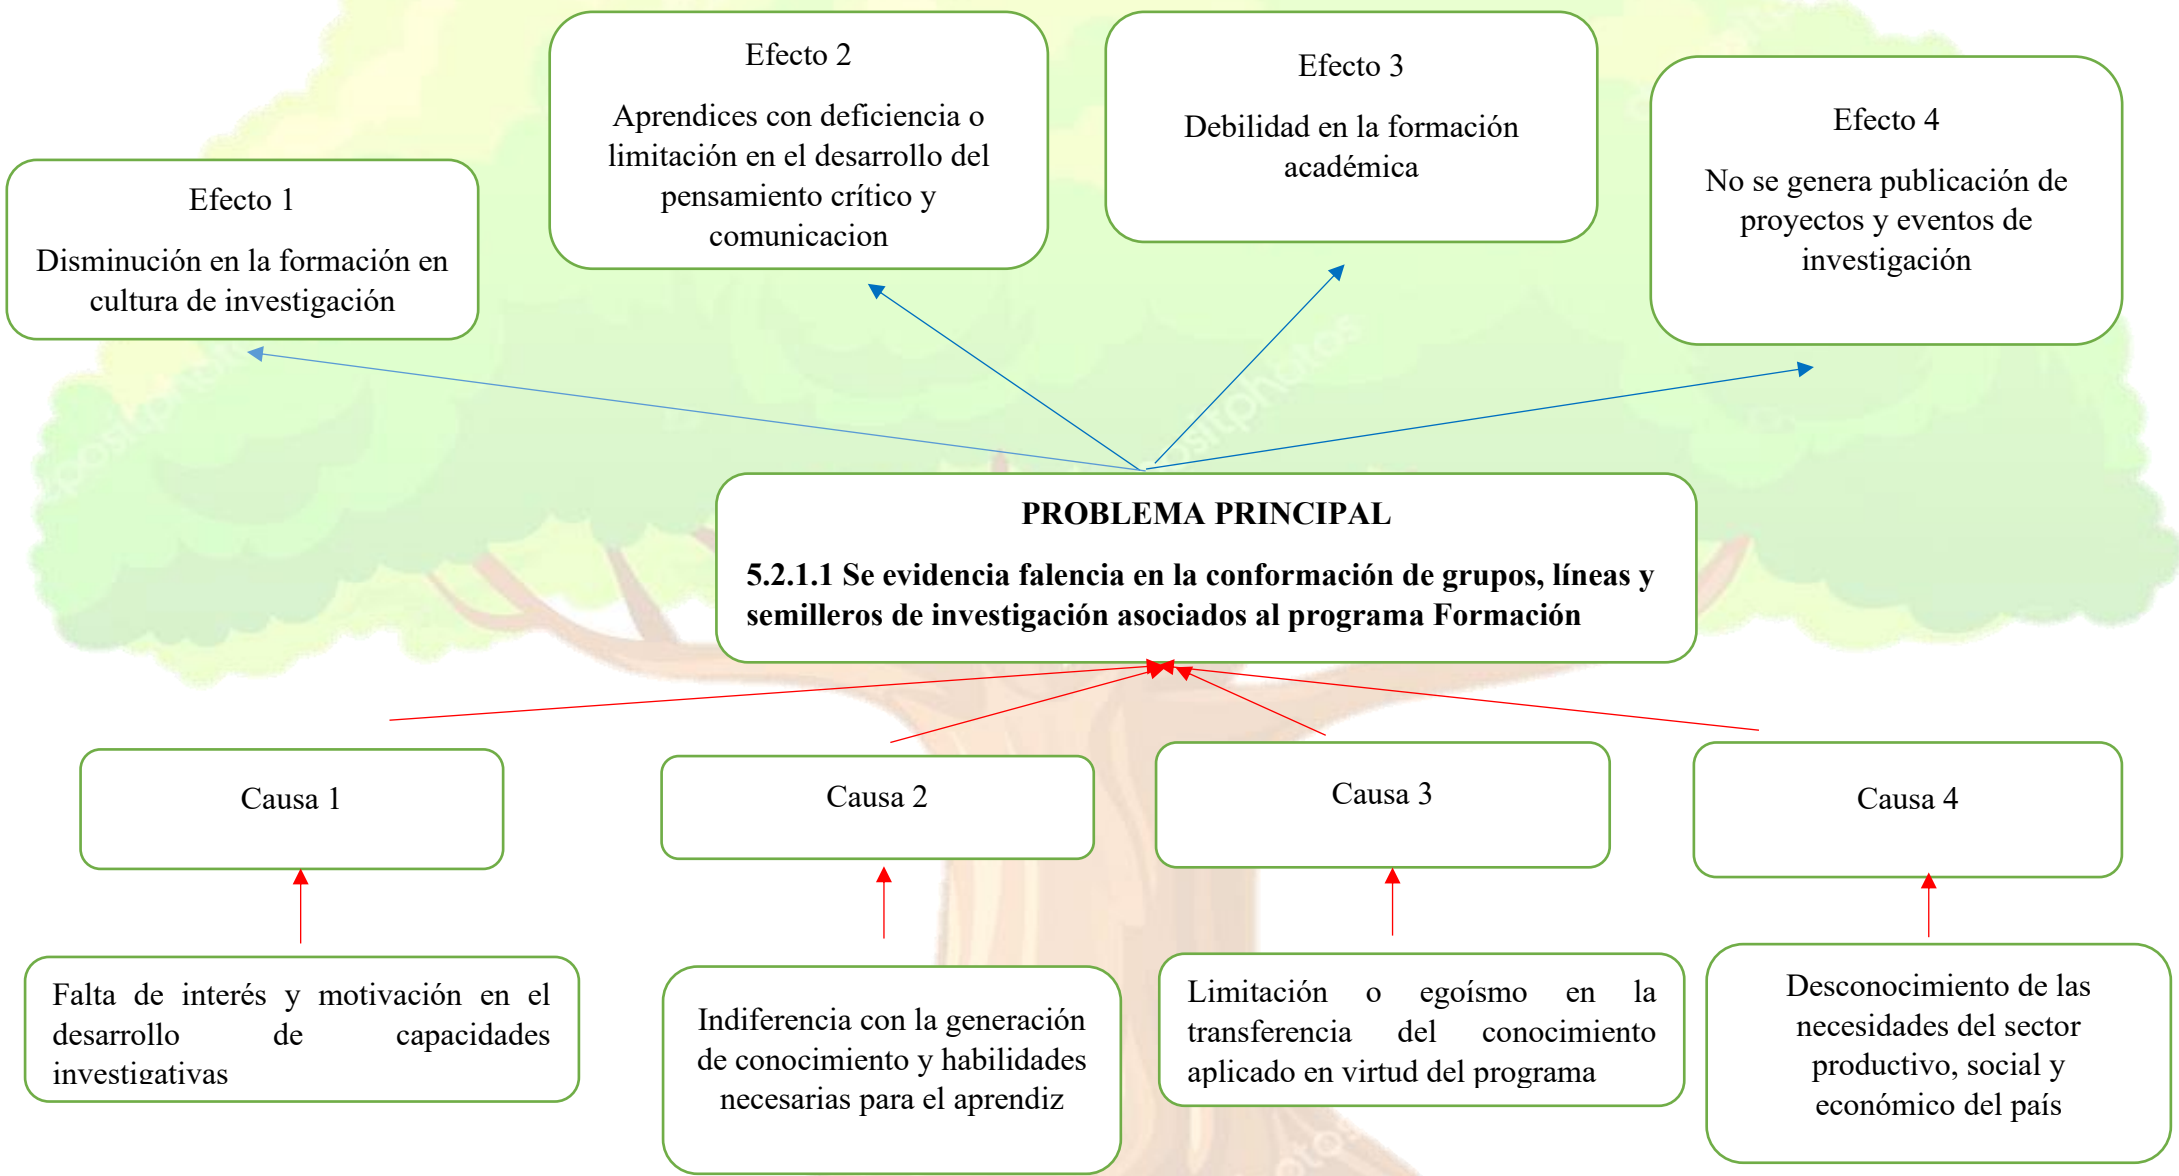 Efecto 1
Disminución en la formación en
cultura de investigación
Efecto 2
Aprendices con deficiencia o
limitación en el desarrollo del
pensamiento crítico y
comunicacion
Efecto 3
Debilidad en la formación
académica
Efecto 4
No se genera publicación de
proyectos y eventos de
investigación
PROBLEMA PRINCIPAL
5.2.1.1 Se evidencia falencia en la conformación de grupos, líneas y
semilleros de investigación asociados al programa Formación
Causa 1
Causa 2
Causa 3
Causa 4
Falta de interés y motivación en el
desarrollo de capacidades
investigativas
Indiferencia con la generación
de conocimiento y habilidades
necesarias para el aprendiz
Limitación o egoísmo en la
transferencia del conocimiento
aplicado en virtud del programa
Desconocimiento de las
necesidades del sector
productivo, social y
económico del país